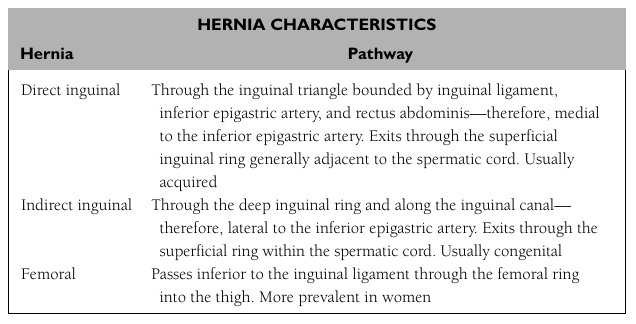 HERNIA CHARACTERISTICS
Hernia Pathway
Direct inguinal Through the inguinal triangle bounded by inguinal ligament,
inferior epigastric artery, and rectus abdominis—therefore, medial
to the inferior epigastric artery. Exits through the superficial
inguinal ring generally adjacent to the spermatic cord. Usually
acquired
Indirect inguinal Through the deep inguinal ring and along the inguinal canal—
therefore, lateral to the inferior epigastric artery. Exits through the
superficial ring within the spermatic cord. Usually congenital
Femoral Passes inferior to the inguinal ligament through the femoral ring
into the thigh. More prevalent in women